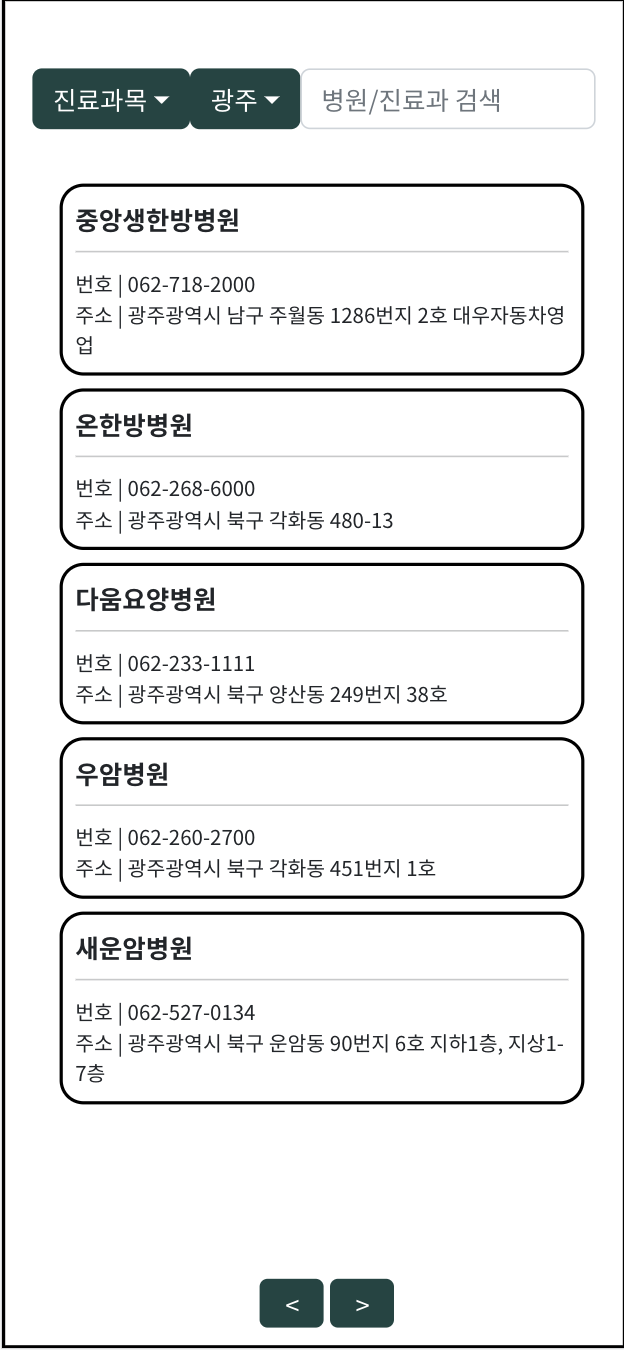 진료과목 광주 병원/진료과 검색
중앙생한방병원
번호 | 062-718-2000
주소 | 광주광역시 남구 주월동 1286번지 2호 대우자동차영
업
온한방병원
번호 | 062-268-6000
주소 | 광주광역시 북구 각화동 480-13
다움요양병원
번호 | 062-233-1111
주소 | 광주광역시 북구 양산동 249번지 38호
우암병원
번호 | 062-260-2700
주소 | 광주광역시 북구 각화동 451번지 1호
새운암병원
번호 | 062-527-0134
주소 | 광주광역시 북구 운암동 90번지 6호 지하1층, 지상1-
7층
< >